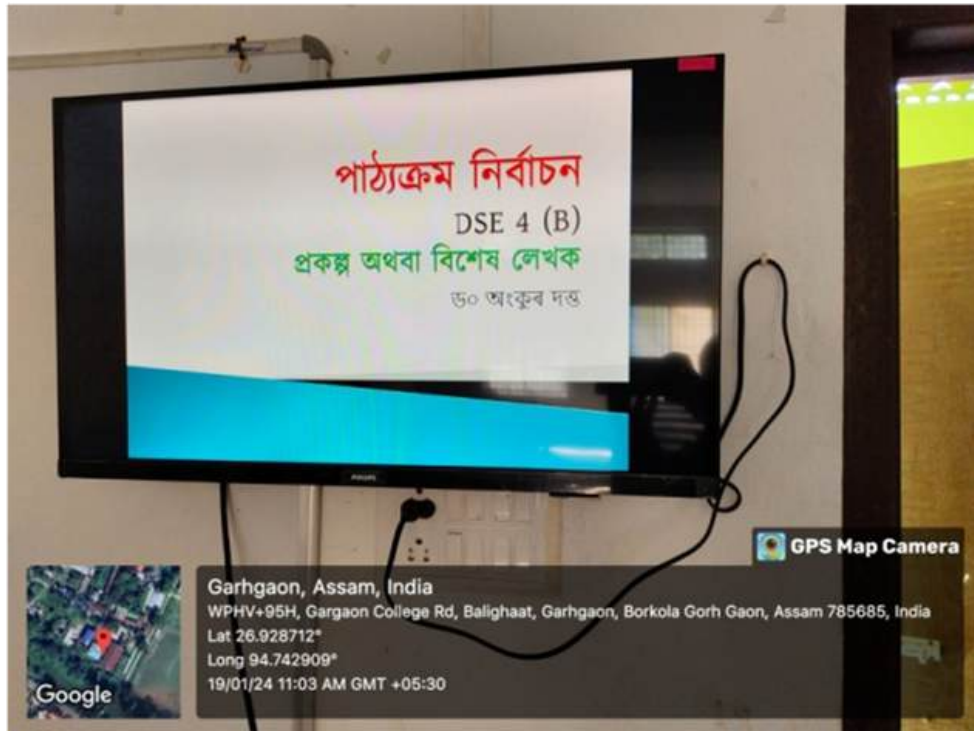 পাঠ্যক্ৰম নিৰ্বাচন
DSE 4 (B)
প্ৰকল্প অথবা বিশেষ লেখক
ড০ অংকুৰ দত্ত
PHILIPS
GPS Map Camera
Garhgaon, Assam, India
WPHV+95H, Gargaon College Rd, Balighaat, Garhgaon, Borkola Gorh Gaon, Assam 785685, India
Lat 26.928712°
Long 94.742909°
19/01/24 11:03 AM GMT +05:30
Google